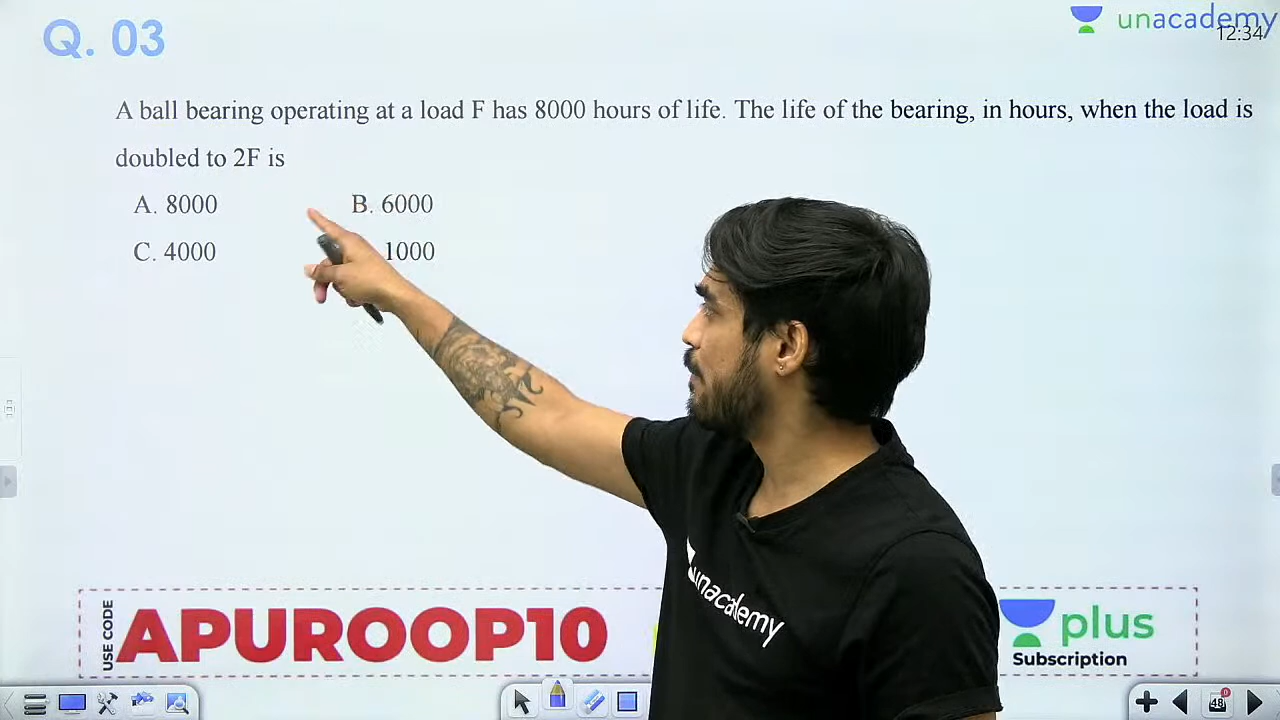 Q. 03
unacademy
12:34
A ball bearing operating at a load F has 8000 hours of life. The life of the bearing, in hours, when the load is
doubled to 2F is
A. 8000 B. 6000
C. 4000 1000
unacademy
USE CODE
APUROOP10
plus
Subscription
48